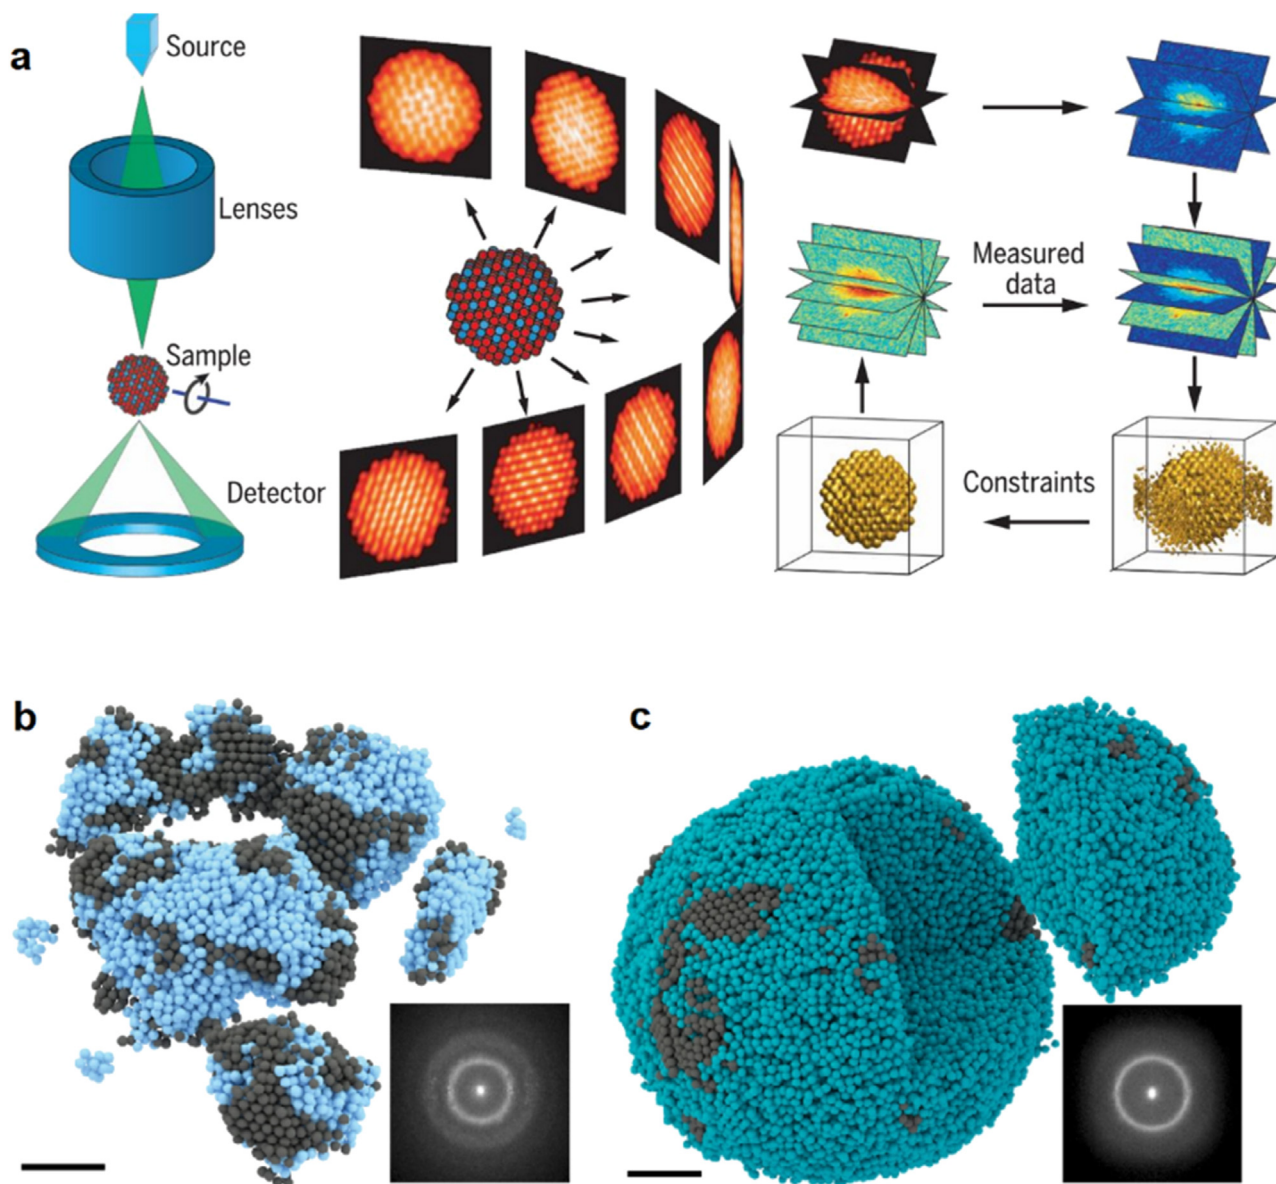 a
Source
Lenses
Sample
Detector
Measured
data
Constraints
b
c